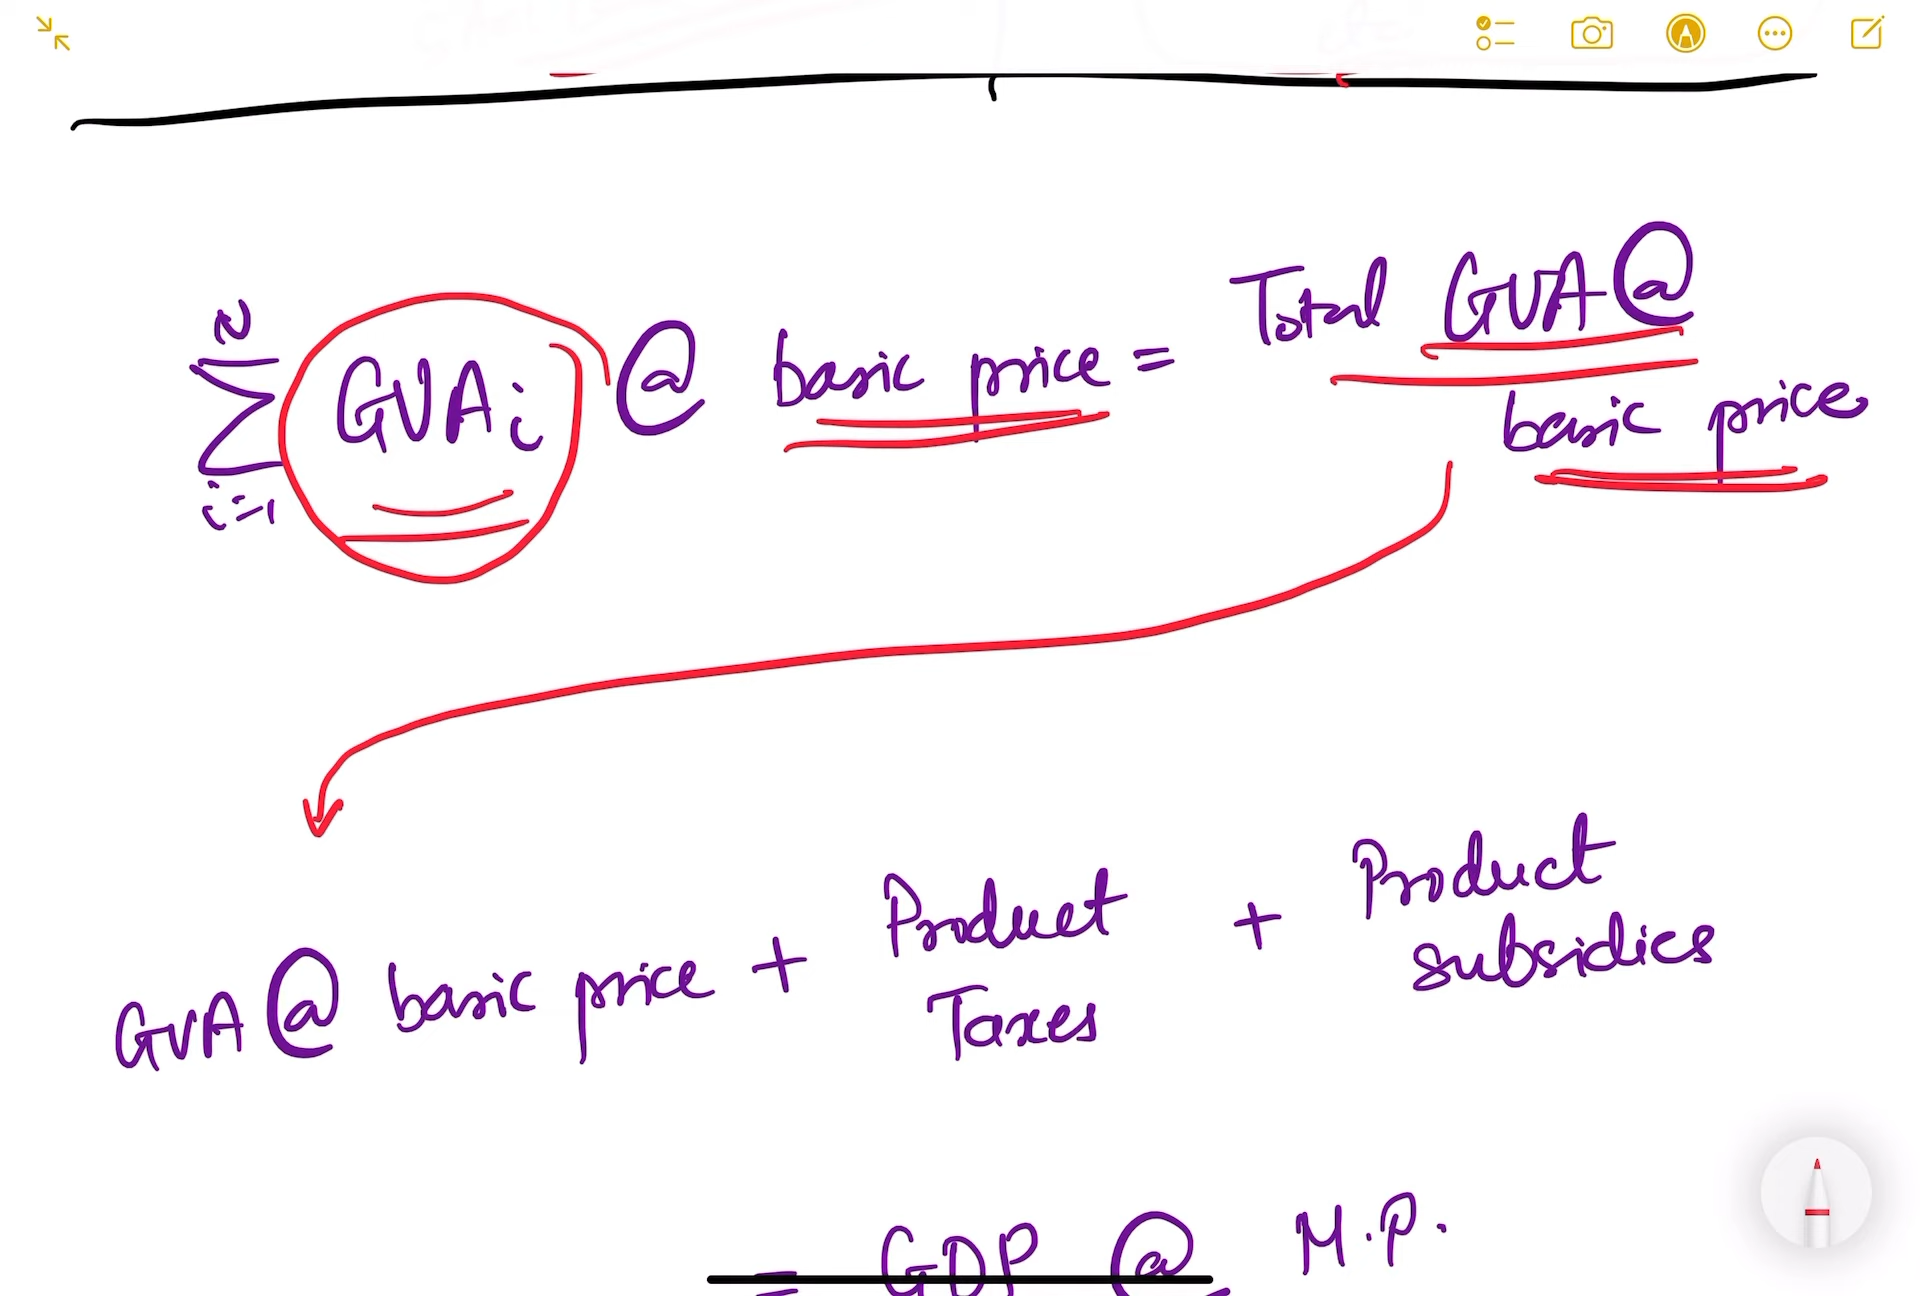 N
∑ GVAi @ basic price = Total GVA @
i=1
basic price
GVA @ basic price + Product Taxes + Product subsidies
= GDP @ M.P.